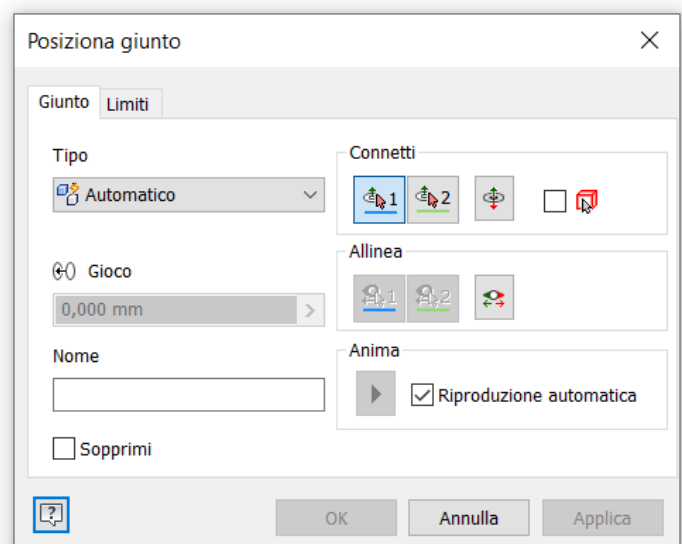 Posiziona giunto
Giunto
Limiti
Tipo
Automatico
Gioco
0,000 mm
Nome
Sopprimi
Connetti
1
2
Allinea
1
2
Anima
Riproduzione automatica
OK
Annulla
Applica